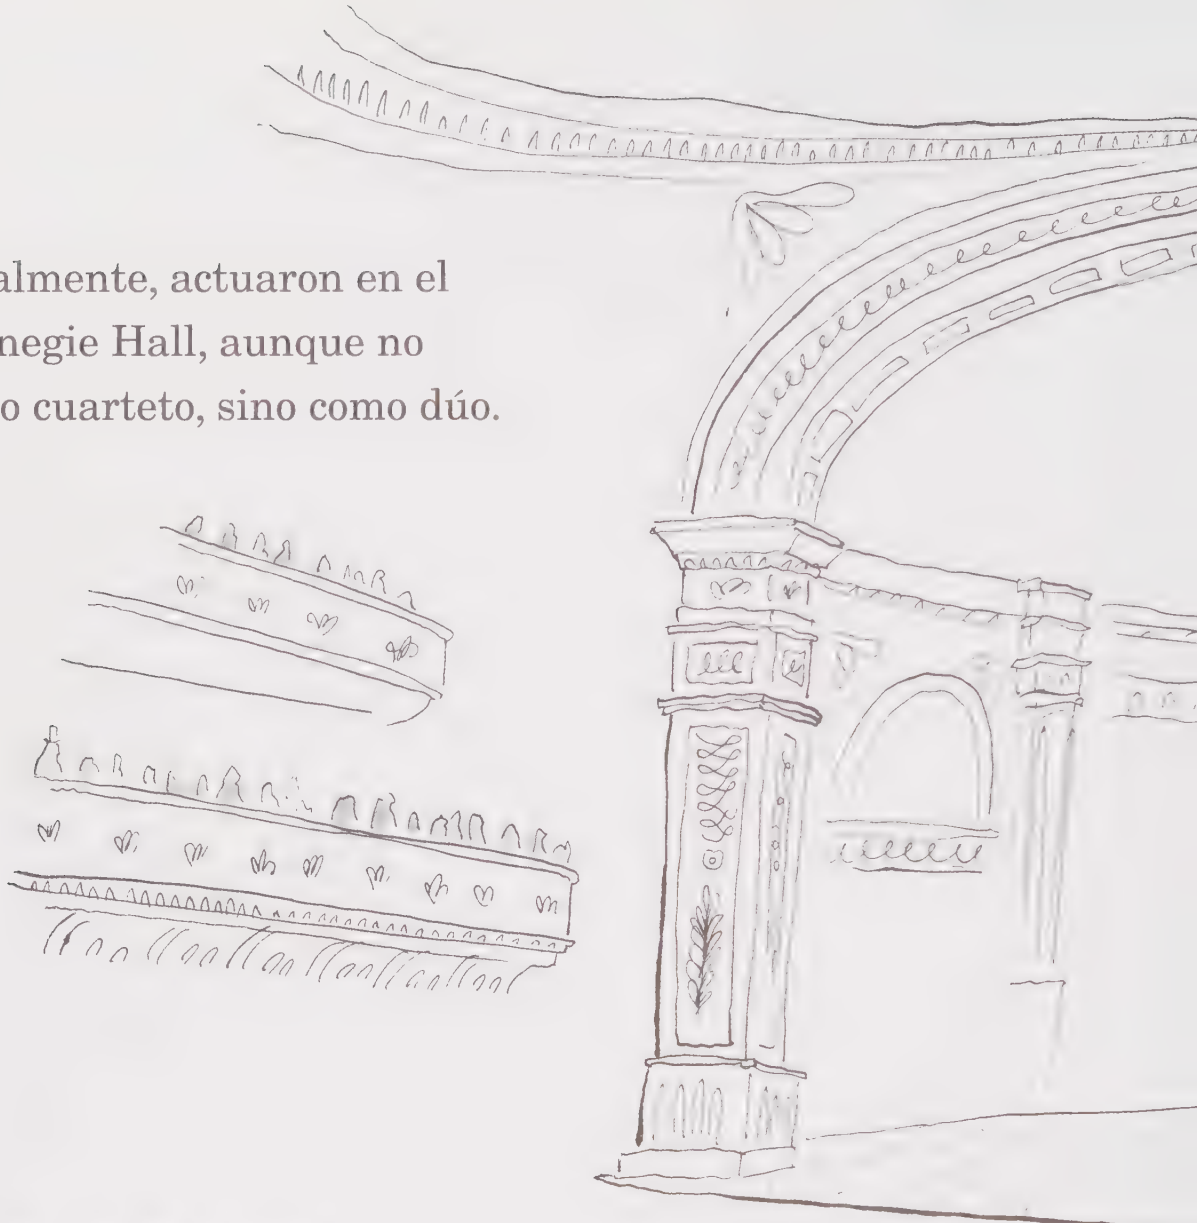 almente, actuaron en el
negie Hall, aunque no
o cuarteto, sino como dúo.